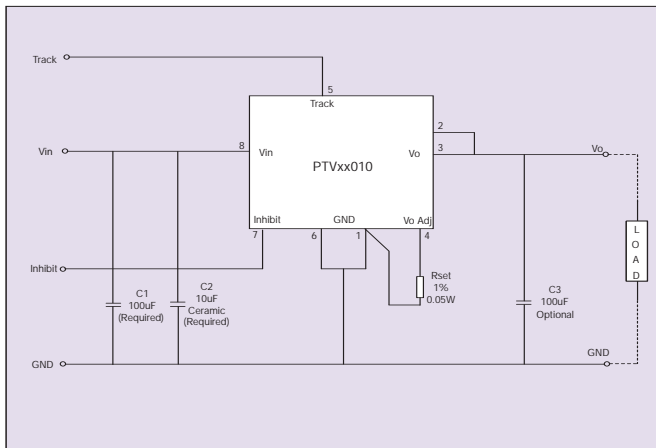 Track
5
Track
2
8
3
Vo
Vin
Vin
Vo
PTVxx010
Inhibit
GND
Vo Adj
7
6
1
4
L
O
A
D
Inhibit
Rset
1%
0.05W
C1
100uF
(Required)
C2
10uF
Ceramic
(Required)
C3
100uF
Optional
GND
GND